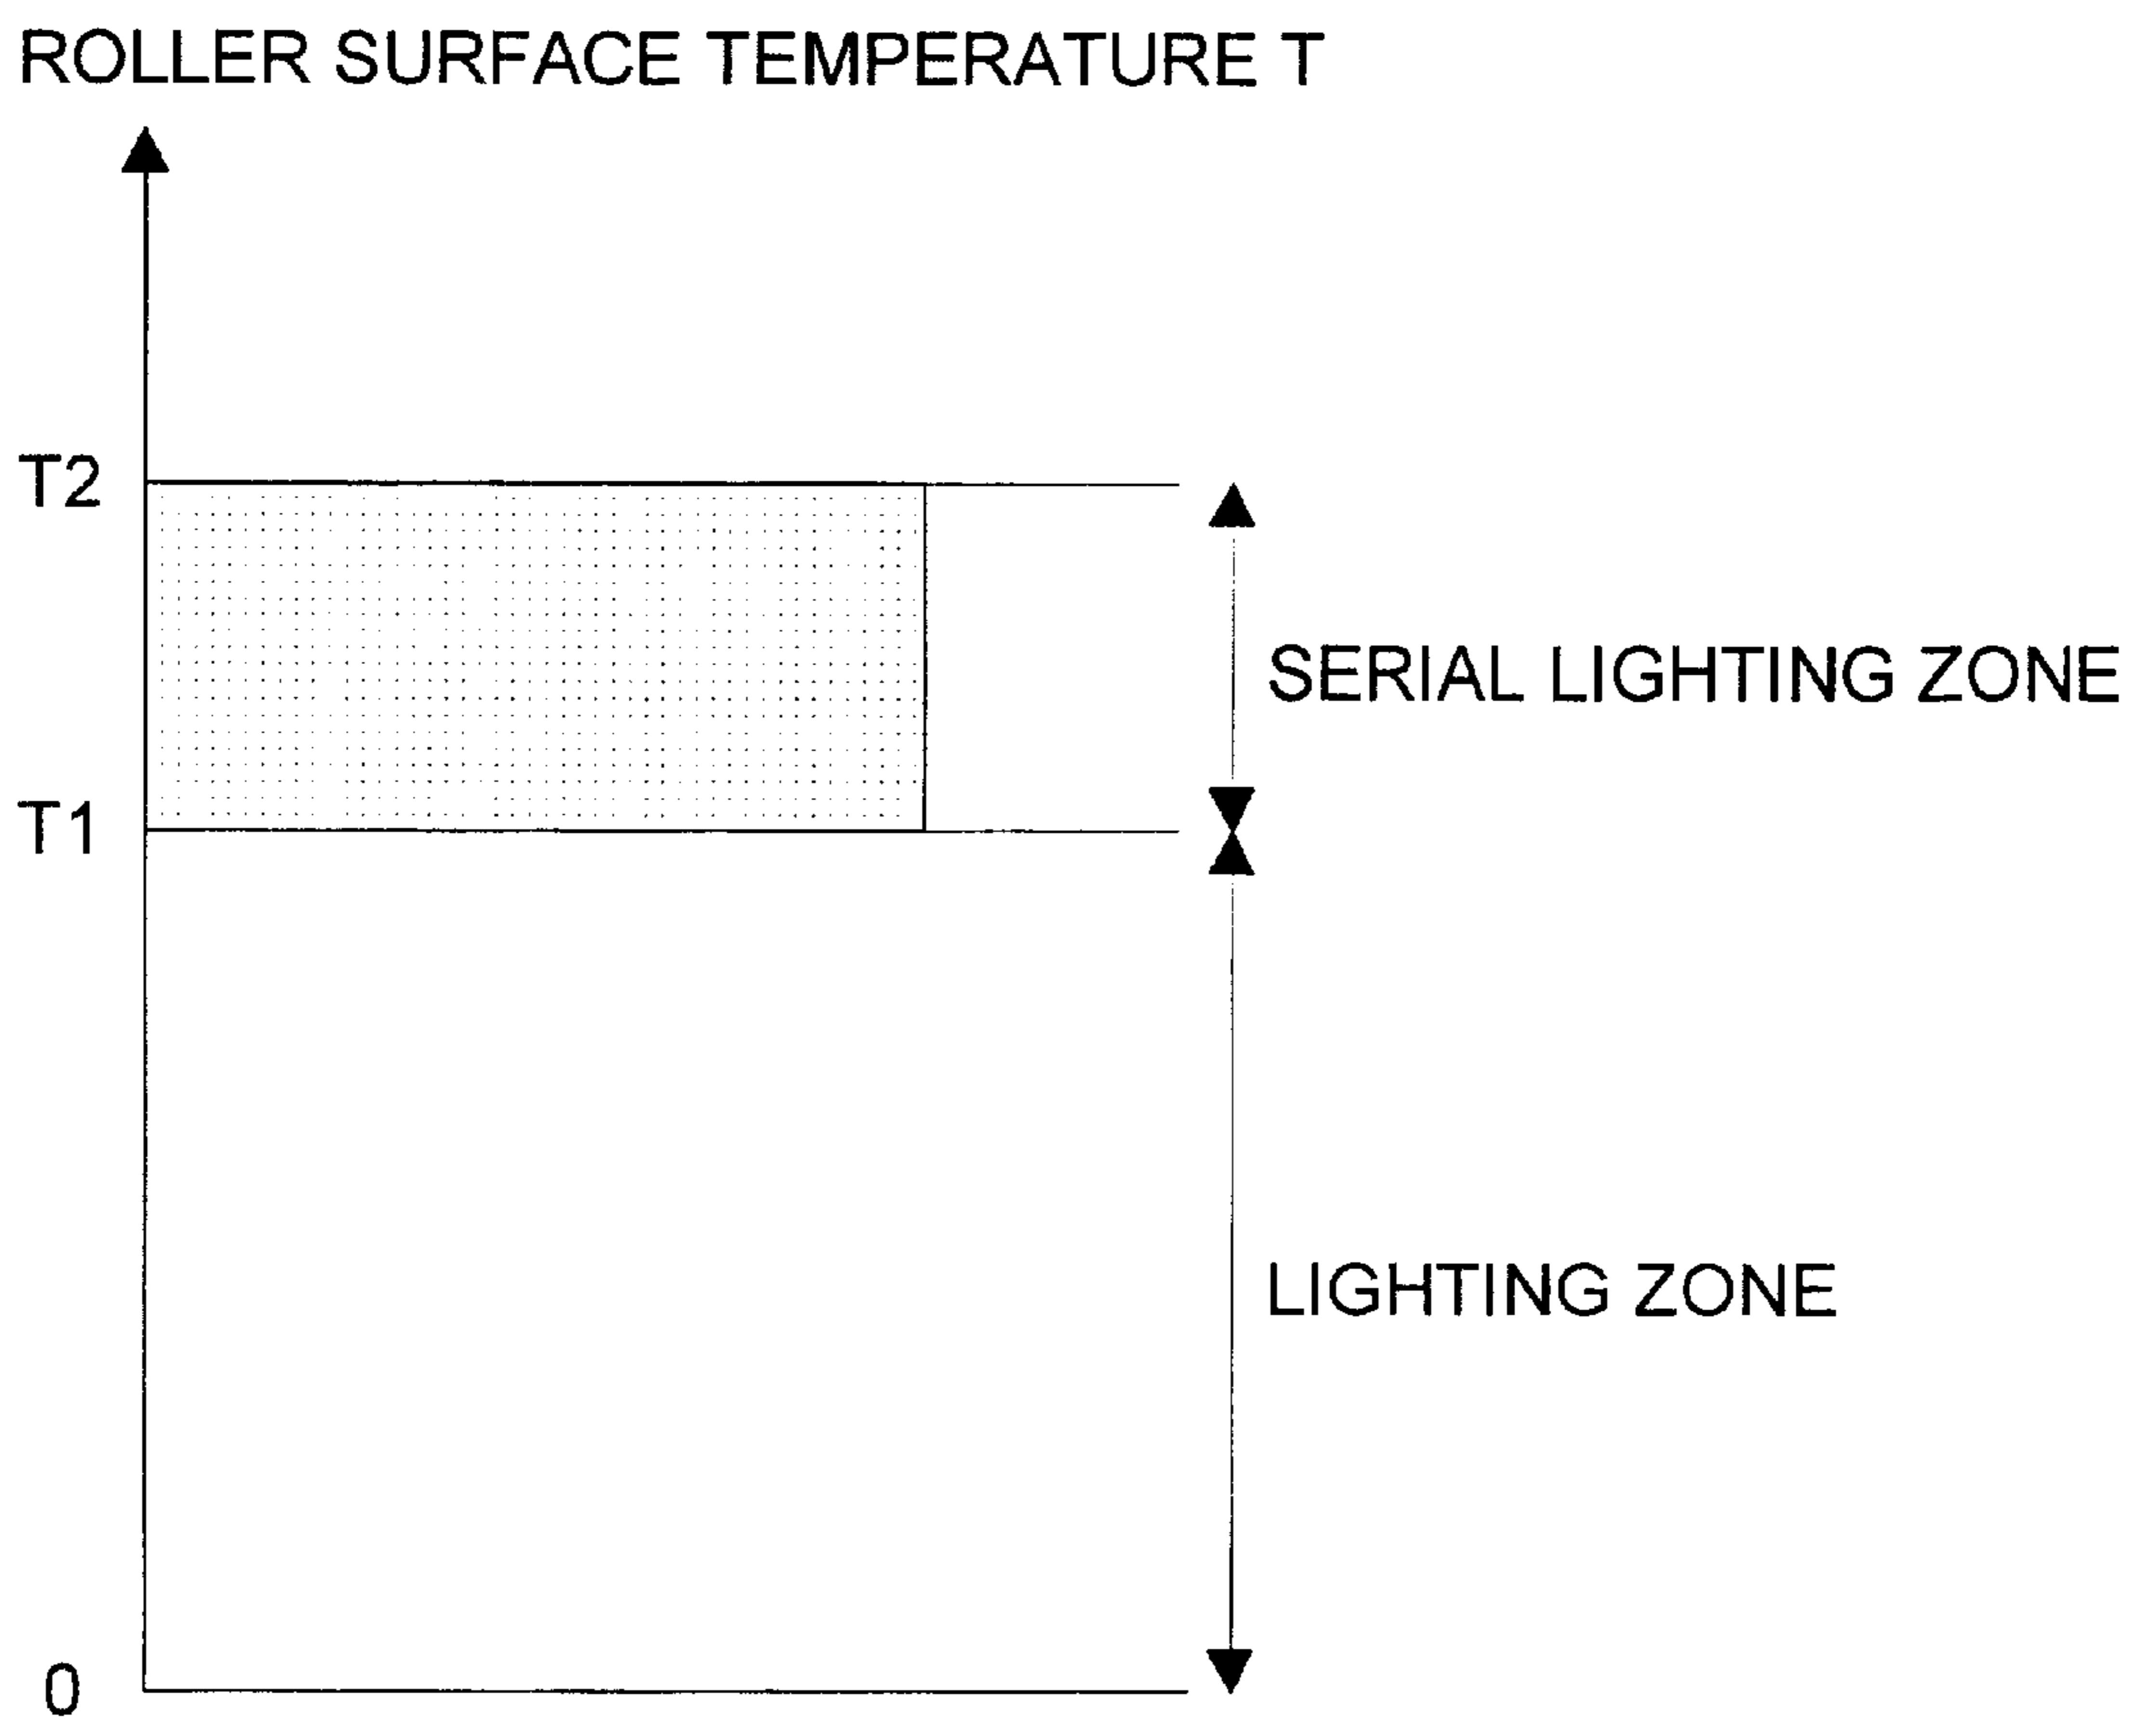 ROLLER SURFACE TEMPERATURE T
T2
SERIAL LIGHTING ZONE
T1
LIGHTING ZONE
0